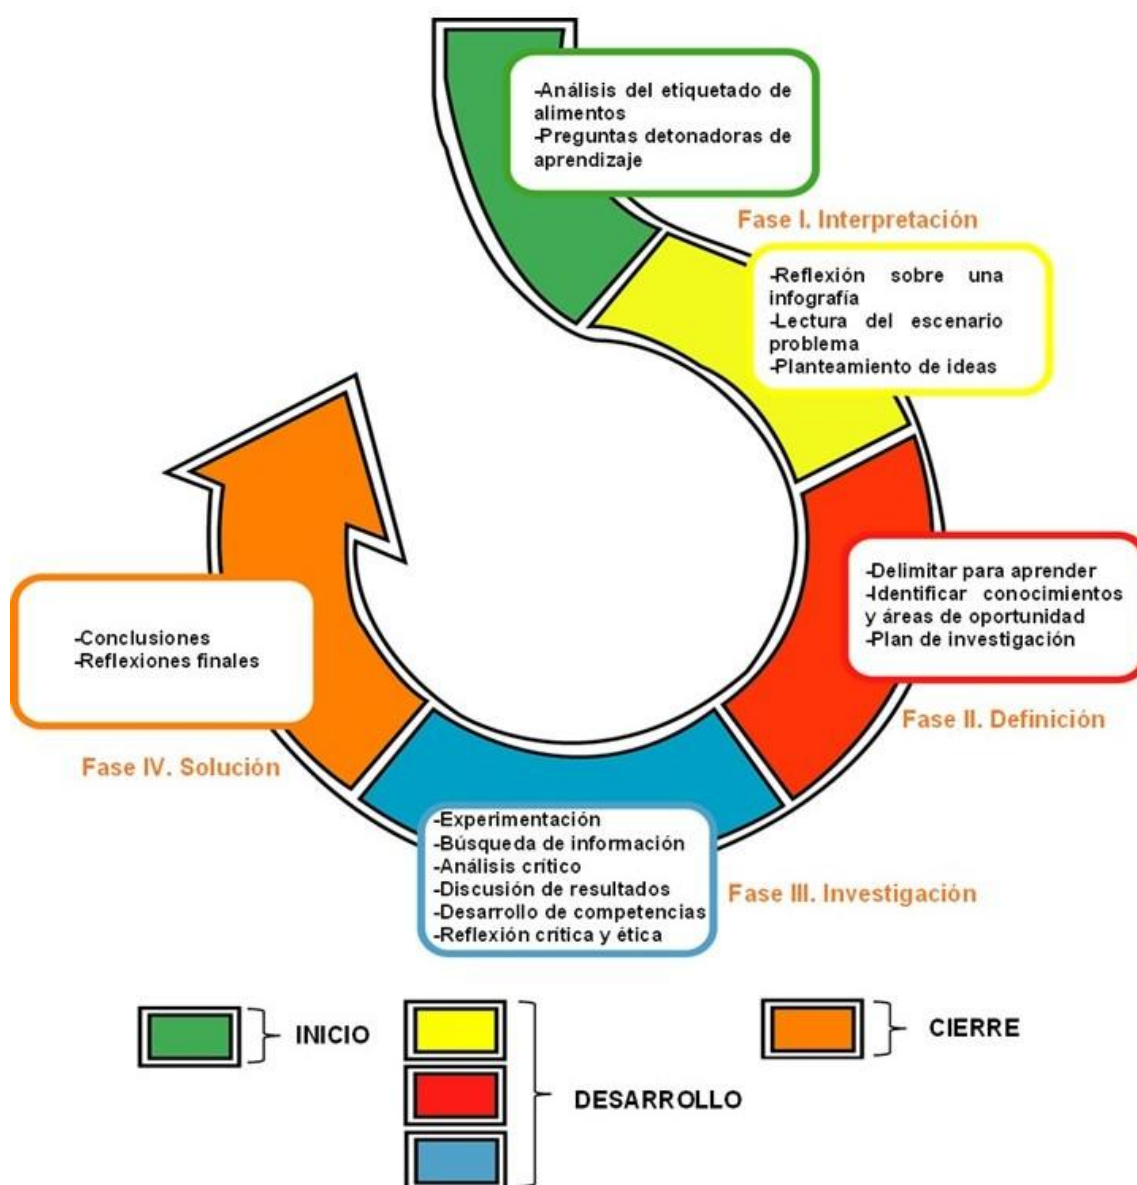 -Análisis del etiquetado de
alimentos
-Preguntas detonadoras de
aprendizaje
Fase I. Interpretación
-Reflexión sobre una
infografía
-Lectura del escenario
problema
-Planteamiento de ideas
-Delimitar para aprender
-Identificar conocimientos
y áreas de oportunidad
-Plan de investigación
Fase II. Definición
-Experimentación
-Búsqueda de información
-Análisis crítico
-Discusión de resultados
-Desarrollo de competencias
-Reflexión crítica y ética
Fase III. Investigación
-Conclusiones
-Reflexiones finales
Fase IV. Solución
INICIO
DESARROLLO
CIERRE